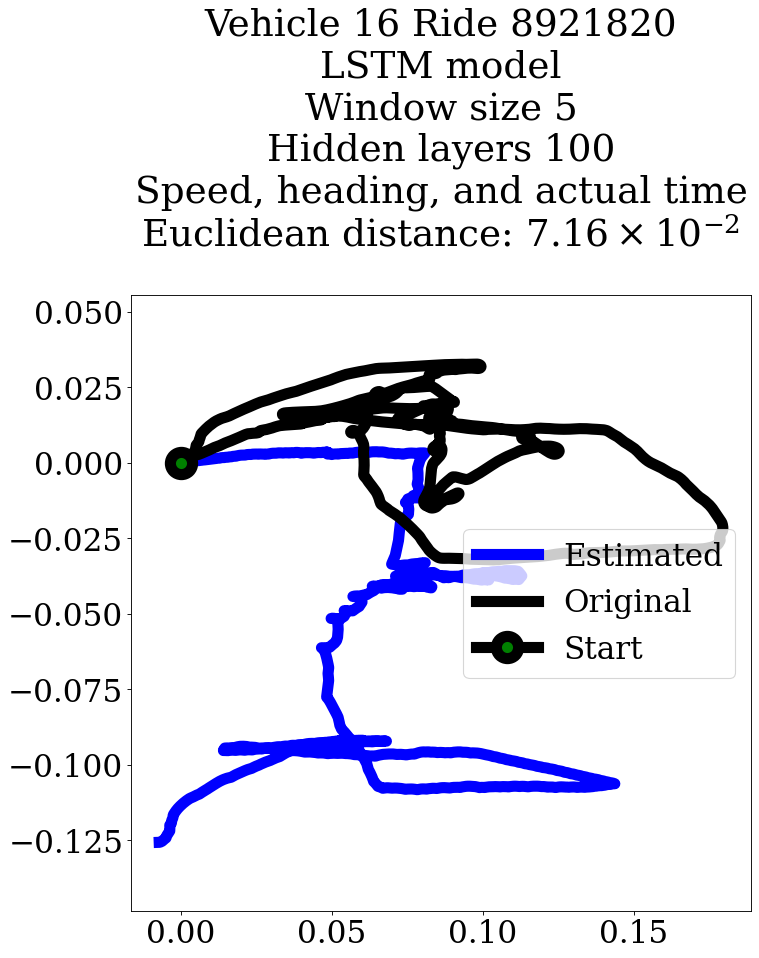 Vehicle 16 Ride 8921820
LSTM model
Window size 5
Hidden layers 100
Speed, heading, and actual time
Euclidean distance: 7.16 × 10⁻²
0.050
0.025
0.000
−0.025
−0.050
−0.075
−0.100
−0.125
Estimated
Original
Start
0.00
0.05
0.10
0.15